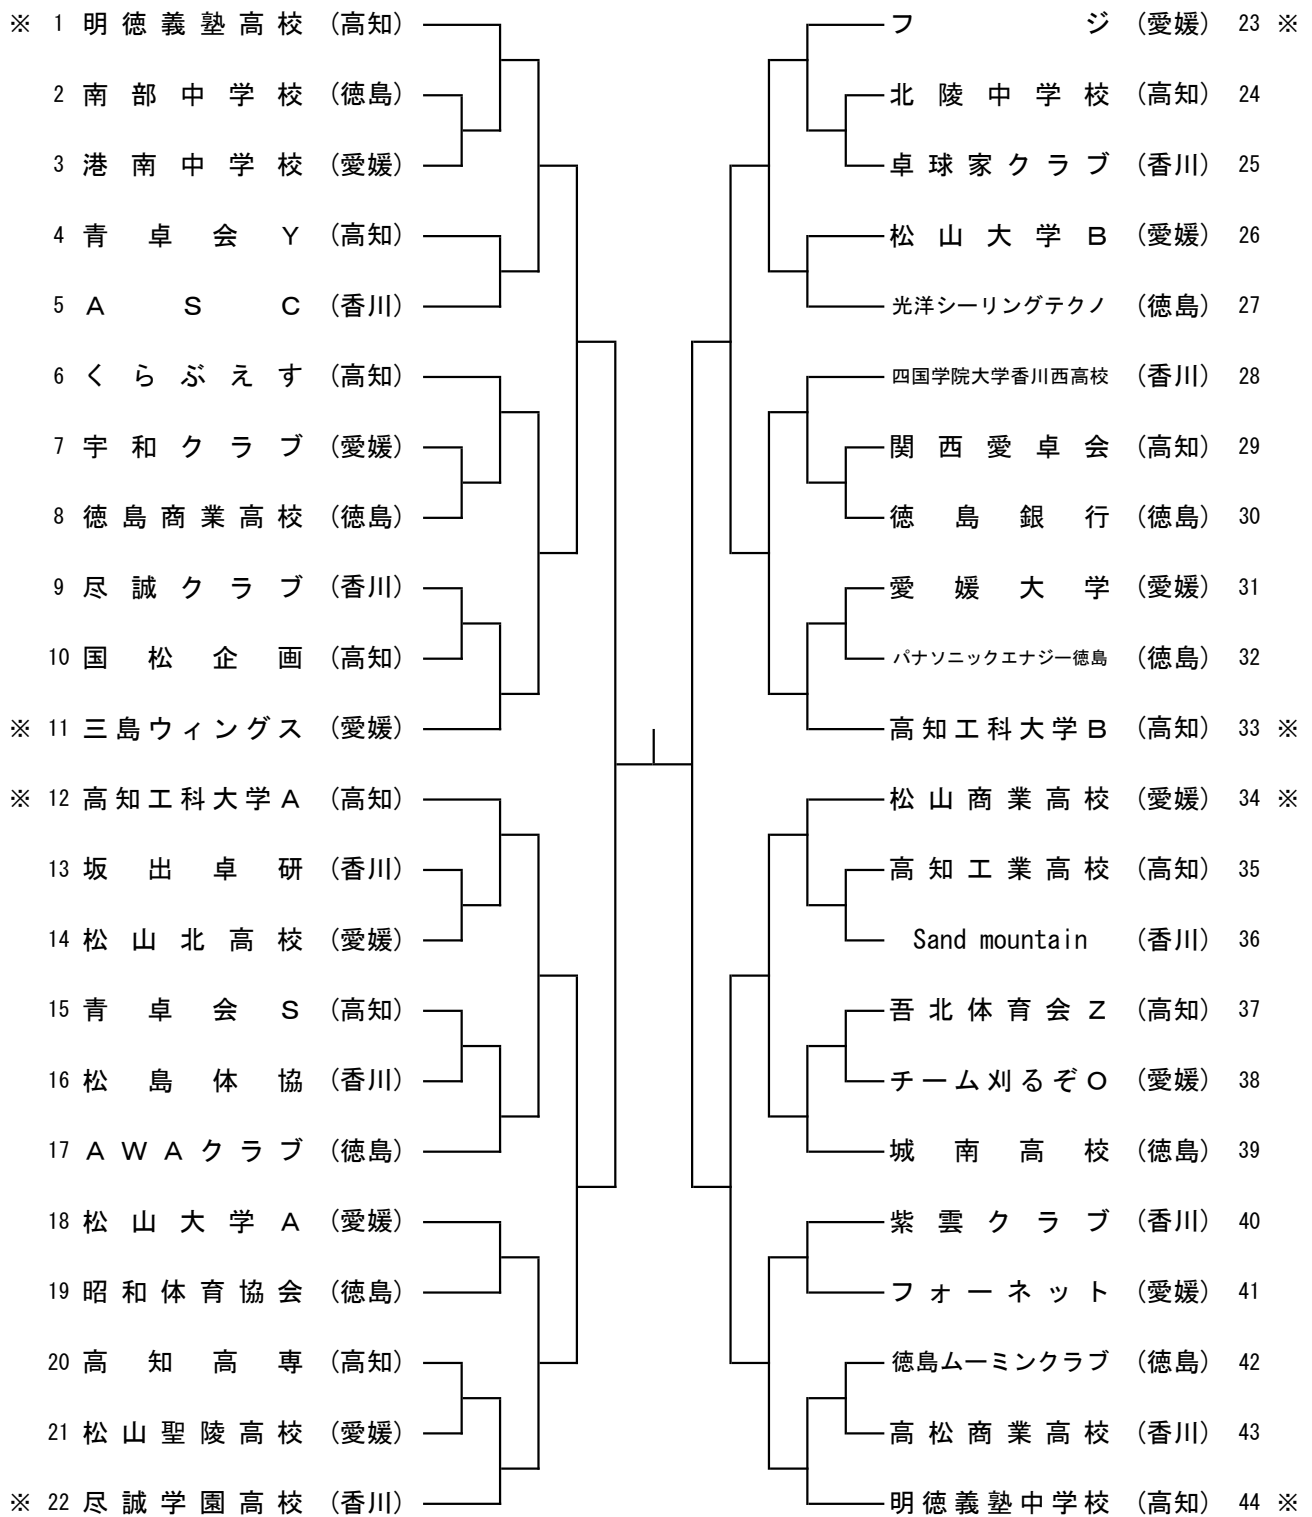 ※ 1 明徳義塾高校 (高知)
2 南部中学校 (徳島)
3 港南中学校 (愛媛)
4 青卓会Y (高知)
5 ASC (香川)
6 くらぶえす (高知)
7 宇和クラブ (愛媛)
8 徳島商業高校 (徳島)
9 尽誠クラブ (香川)
10 国松企画 (高知)
※ 11 三島ウィングス (愛媛)
※ 12 高知工科大学A (高知)
13 坂出卓研 (香川)
14 松山北高校 (愛媛)
15 青卓会S (高知)
16 松島体協 (香川)
17 AWAクラブ (徳島)
18 松山大学A (愛媛)
19 昭和体育協会 (徳島)
20 高知高専 (高知)
21 松山聖陵高校 (愛媛)
※ 22 尽誠学園高校 (香川)
フジ (愛媛) 23 ※
北陵中学校 (高知) 24
卓球家クラブ (香川) 25
松山大学B (愛媛) 26
光洋シーリングテクノ (徳島) 27
四国学院大学香川西高校 (香川) 28
関西愛卓会 (高知) 29
徳島銀行 (徳島) 30
愛媛大学 (愛媛) 31
パナソニックエナジー徳島 (徳島) 32
高知工科大学B (高知) 33 ※
松山商業高校 (愛媛) 34 ※
高知工業高校 (高知) 35
Sand mountain (香川) 36
吾北体育会Z (高知) 37
チーム刈るぞO (愛媛) 38
城南高校 (徳島) 39
紫雲クラブ (香川) 40
フォーネット (愛媛) 41
徳島ムーミンクラブ (徳島) 42
高松商業高校 (香川) 43
明徳義塾中学校 (高知) 44 ※